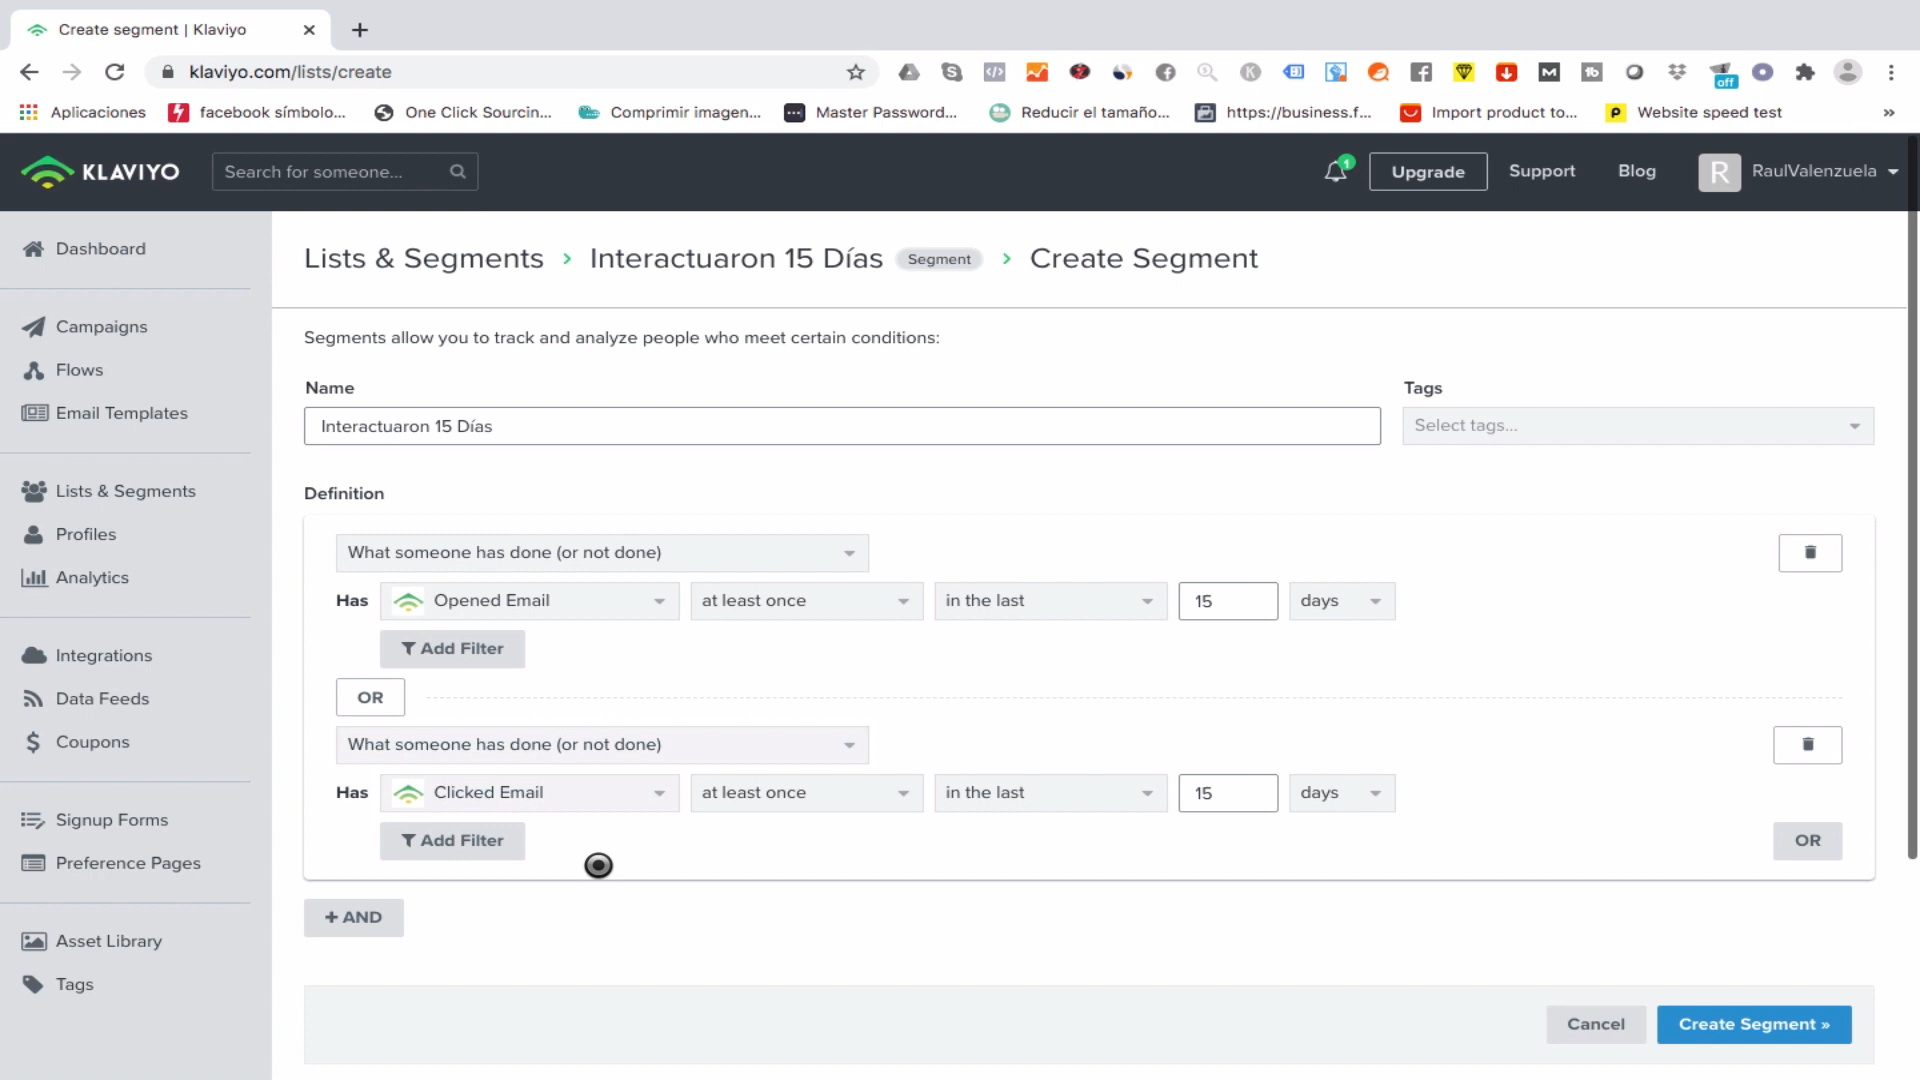 Create segment | Klaviyo
klaviyo.com/lists/create
off
Aplicaciones facebook símbolo... One Click Sourcin... Comprimir imagen... Master Password... Reducir el tamaño... https://business.f... Import product to... Website speed test »
KLAVIYO Search for someone... 1 Upgrade Support Blog R RaulValenzuela
Dashboard
Campaigns
Flows
Email Templates
Lists & Segments
Profiles
Analytics
Integrations
Data Feeds
Coupons
Signup Forms
Preference Pages
Asset Library
Tags
Lists & Segments › Interactuaron 15 Días Segment › Create Segment
Segments allow you to track and analyze people who meet certain conditions:
Name Tags
Interactuaron 15 Días Select tags...
Definition
What someone has done (or not done)
Has Opened Email at least once in the last 15 days
Add Filter
OR
What someone has done (or not done)
Has Clicked Email at least once in the last 15 days
Add Filter OR
+ AND
Cancel Create Segment »